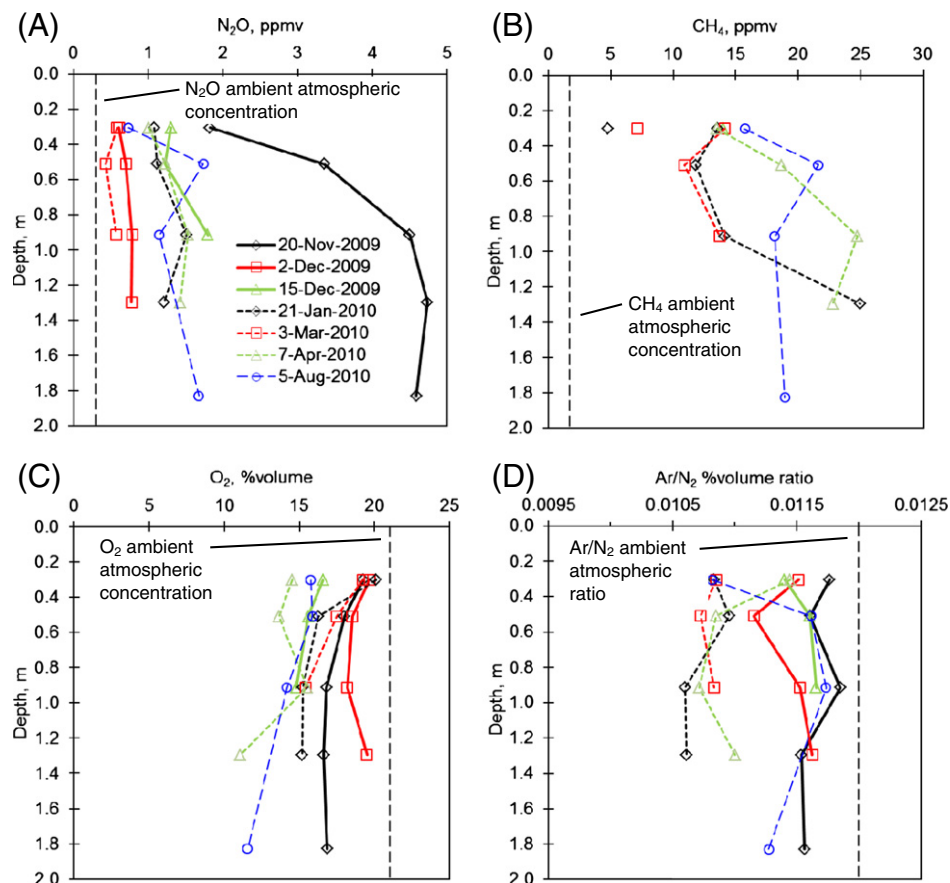 (A)
N₂O, ppmv
0 1 2 3 4 5
0.0
0.2
0.4
0.6
0.8
1.0
1.2
1.4
1.6
1.8
2.0
Depth, m
N₂O ambient atmospheric
concentration
20-Nov-2009
2-Dec-2009
15-Dec-2009
21-Jan-2010
3-Mar-2010
7-Apr-2010
5-Aug-2010
(B)
CH₄, ppmv
0 5 10 15 20 25 30
0.0
0.2
0.4
0.6
0.8
1.0
1.2
1.4
1.6
1.8
2.0
Depth, m
CH₄ ambient
atmospheric
concentration
(C)
O₂, %volume
0 5 10 15 20 25
0.0
0.2
0.4
0.6
0.8
1.0
1.2
1.4
1.6
1.8
2.0
Depth, m
O₂ ambient
atmospheric
concentration
(D)
Ar/N₂ %volume ratio
0.0095 0.0105 0.0115 0.0125
0.0
0.2
0.4
0.6
0.8
1.0
1.2
1.4
1.6
1.8
2.0
Depth, m
Ar/N₂ ambient
atmospheric
ratio